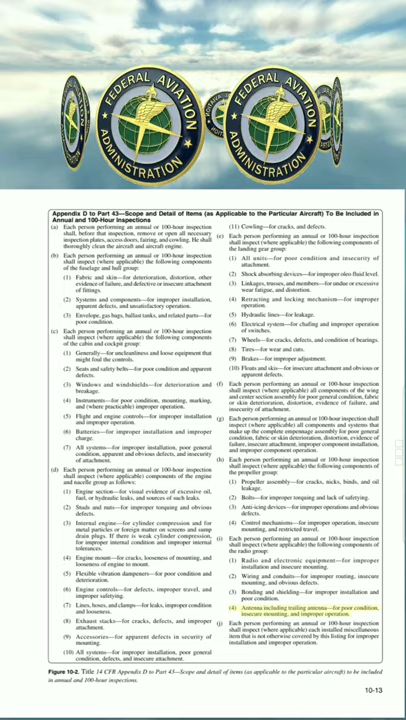 FEDERAL AVIATION
ADMINISTRATION
FEDERAL AVIATION
ADMINISTRATION
Appendix D to Part 43—Scope and Detail of Items (as Applicable to the Particular Aircraft) To Be Included in
Annual and 100-Hour Inspections
(a) Each person performing an annual or 100-hour inspection
shall, before that inspection, remove or open all necessary
inspection plates, access doors, fairing, and cowling. He shall
thoroughly clean the aircraft and aircraft engine.
(b) Each person performing an annual or 100-hour inspection
shall inspect (where applicable) the following components
of the fuselage and hull group:
(1) Fabric and skin—for deterioration, distortion, other
evidence of failure, and defective or insecure attachment
of fittings.
(2) Systems and components—for improper installation,
apparent defects, and unsatisfactory operation.
(3) Envelope, gas bags, ballast tanks, and related parts—for
poor condition.
(c) Each person performing an annual or 100-hour inspection
shall inspect (where applicable) the following components
of the cabin and cockpit group:
(1) Generally—for uncleanliness and loose equipment that
might foul the controls.
(2) Seats and safety belts—for poor condition and apparent
defects.
(3) Windows and windshields—for deterioration and
breakage.
(4) Instruments—for poor condition, mounting, marking,
and (where practicable) improper operation.
(5) Flight and engine controls—for improper installation
and improper operation.
(6) Batteries—for improper installation and improper
charge.
(7) All systems—for improper installation, poor general
condition, apparent and obvious defects, and insecurity
of attachment.
(d) Each person performing an annual or 100-hour inspection
shall inspect (where applicable) components of the engine
and nacelle group as follows:
(1) Engine section—for visual evidence of excessive oil,
fuel, or hydraulic leaks, and sources of such leaks.
(2) Studs and nuts—for improper torquing and obvious
defects.
(3) Internal engine—for cylinder compression and for
metal particles or foreign matter on screens and sump
drain plugs. If there is weak cylinder compression,
for improper internal condition and improper internal
tolerances.
(4) Engine mount—for cracks, looseness of mounting, and
looseness of engine to mount.
(5) Flexible vibration dampeners—for poor condition and
deterioration.
(6) Engine controls—for defects, improper travel, and
improper safetying.
(7) Lines, hoses, and clamps—for leaks, improper condition
and looseness.
(8) Exhaust stacks—for cracks, defects, and improper
attachment.
(9) Accessories—for apparent defects in security of
mounting.
(10) All systems—for improper installation, poor general
condition, defects, and insecure attachment.
(11) Cowling—for cracks, and defects.
(e) Each person performing an annual or 100-hour inspection
shall inspect (where applicable) the following components of
the landing gear group:
(1) All units—for poor condition and insecurity of
attachment.
(2) Shock absorbing devices—for improper oleo fluid level.
(3) Linkages, trusses, and members—for undue or excessive
wear fatigue, and distortion.
(4) Retracting and locking mechanism—for improper
operation.
(5) Hydraulic lines—for leakage.
(6) Electrical system—for chafing and improper operation
of switches.
(7) Wheels—for cracks, defects, and condition of bearings.
(8) Tires—for wear and cuts.
(9) Brakes—for improper adjustment.
(10) Floats and skis—for insecure attachment and obvious or
apparent defects.
(f) Each person performing an annual or 100-hour inspection
shall inspect (where applicable) all components of the wing
and center section assembly for poor general condition, fabric
or skin deterioration, distortion, evidence of failure, and
insecurity of attachment.
(g) Each person performing an annual or 100-hour inspection shall
inspect (where applicable) all components and systems that
make up the complete empennage assembly for poor general
condition, fabric or skin deterioration, distortion, evidence of
failure, insecure attachment, improper component installation,
and improper component operation.
(h) Each person performing an annual or 100-hour inspection
shall inspect (where applicable) the following components of
the propeller group:
(1) Propeller assembly—for cracks, nicks, binds, and oil
leakage.
(2) Bolts—for improper torquing and lack of safetying.
(3) Anti-icing devices—for improper operations and obvious
defects.
(4) Control mechanisms—for improper operation, insecure
mounting, and restricted travel.
(i) Each person performing an annual or 100-hour inspection
shall inspect (where applicable) the following components of
the radio group:
(1) Radio and electronic equipment—for improper
installation and insecure mounting.
(2) Wiring and conduits—for improper routing, insecure
mounting, and obvious defects.
(3) Bonding and shielding—for improper installation and
poor condition.
(4) Antenna including trailing antenna—for poor condition,
insecure mounting, and improper operation.
(j) Each person performing an annual or 100-hour inspection
shall inspect (where applicable) each installed miscellaneous
item that is not otherwise covered by this listing for improper
installation and improper operation.
Figure 10-2. Title 14 CFB Appendix D to Part 43—Scope and detail of items (as applicable to the particular aircraft) to be included
in annual and 100-hour inspections.
10-13